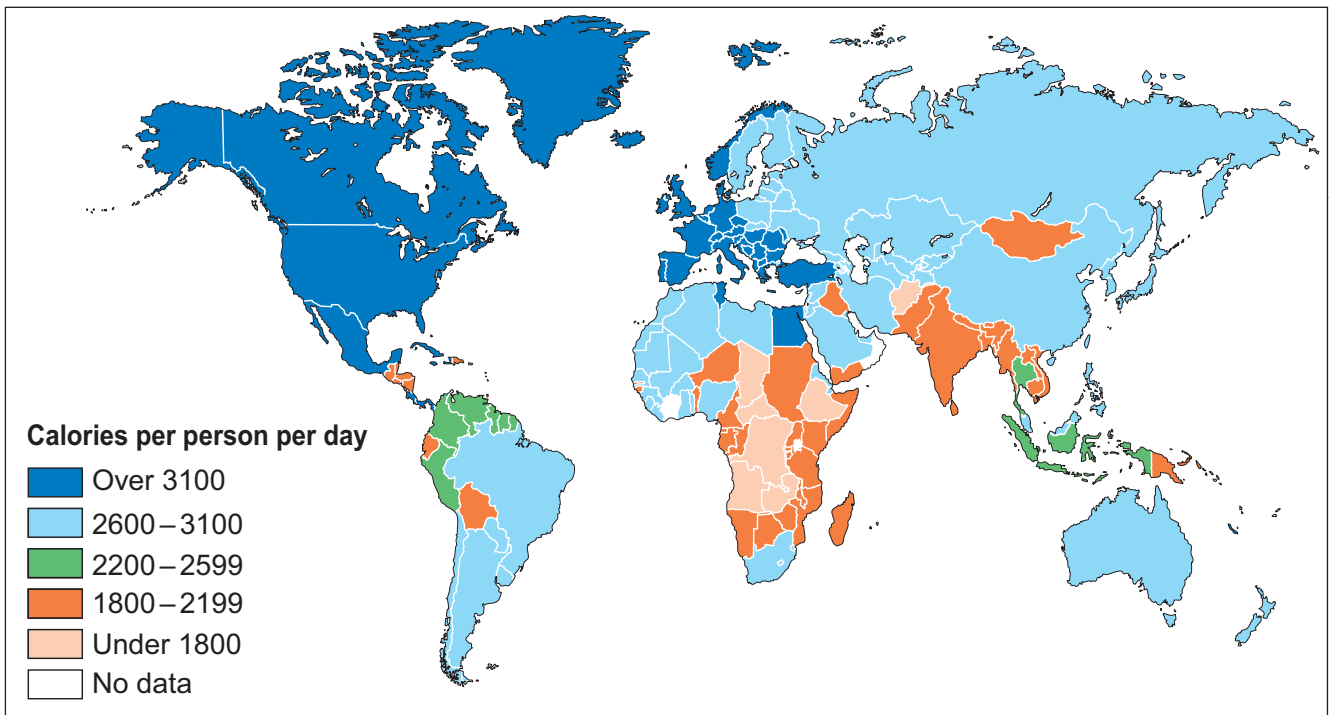 Calories per person per day
Over 3100
2600–3100
2200–2599
1800–2199
Under 1800
No data